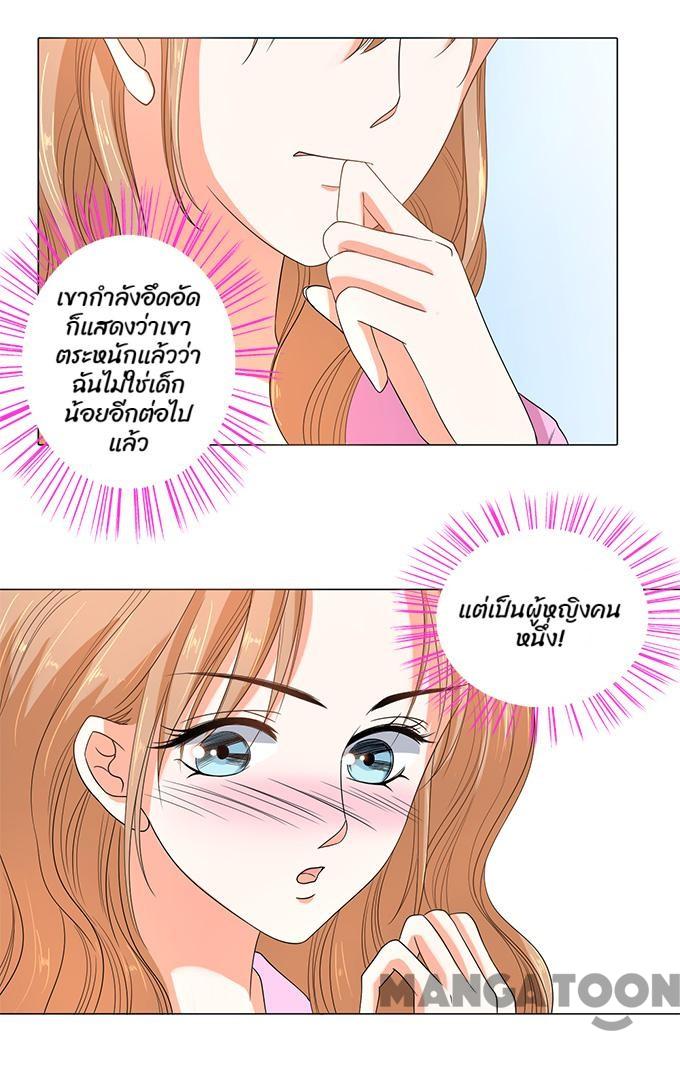 เขากำลังอึดอัด
ก็แสดงว่าเขา
ตระหนักแล้วว่า
ฉันไม่ใช่เด็ก
น้อยอีกต่อไป
แล้ว
แต่เป็นผู้หญิงคน
หนึ่ง!
MANGATOON